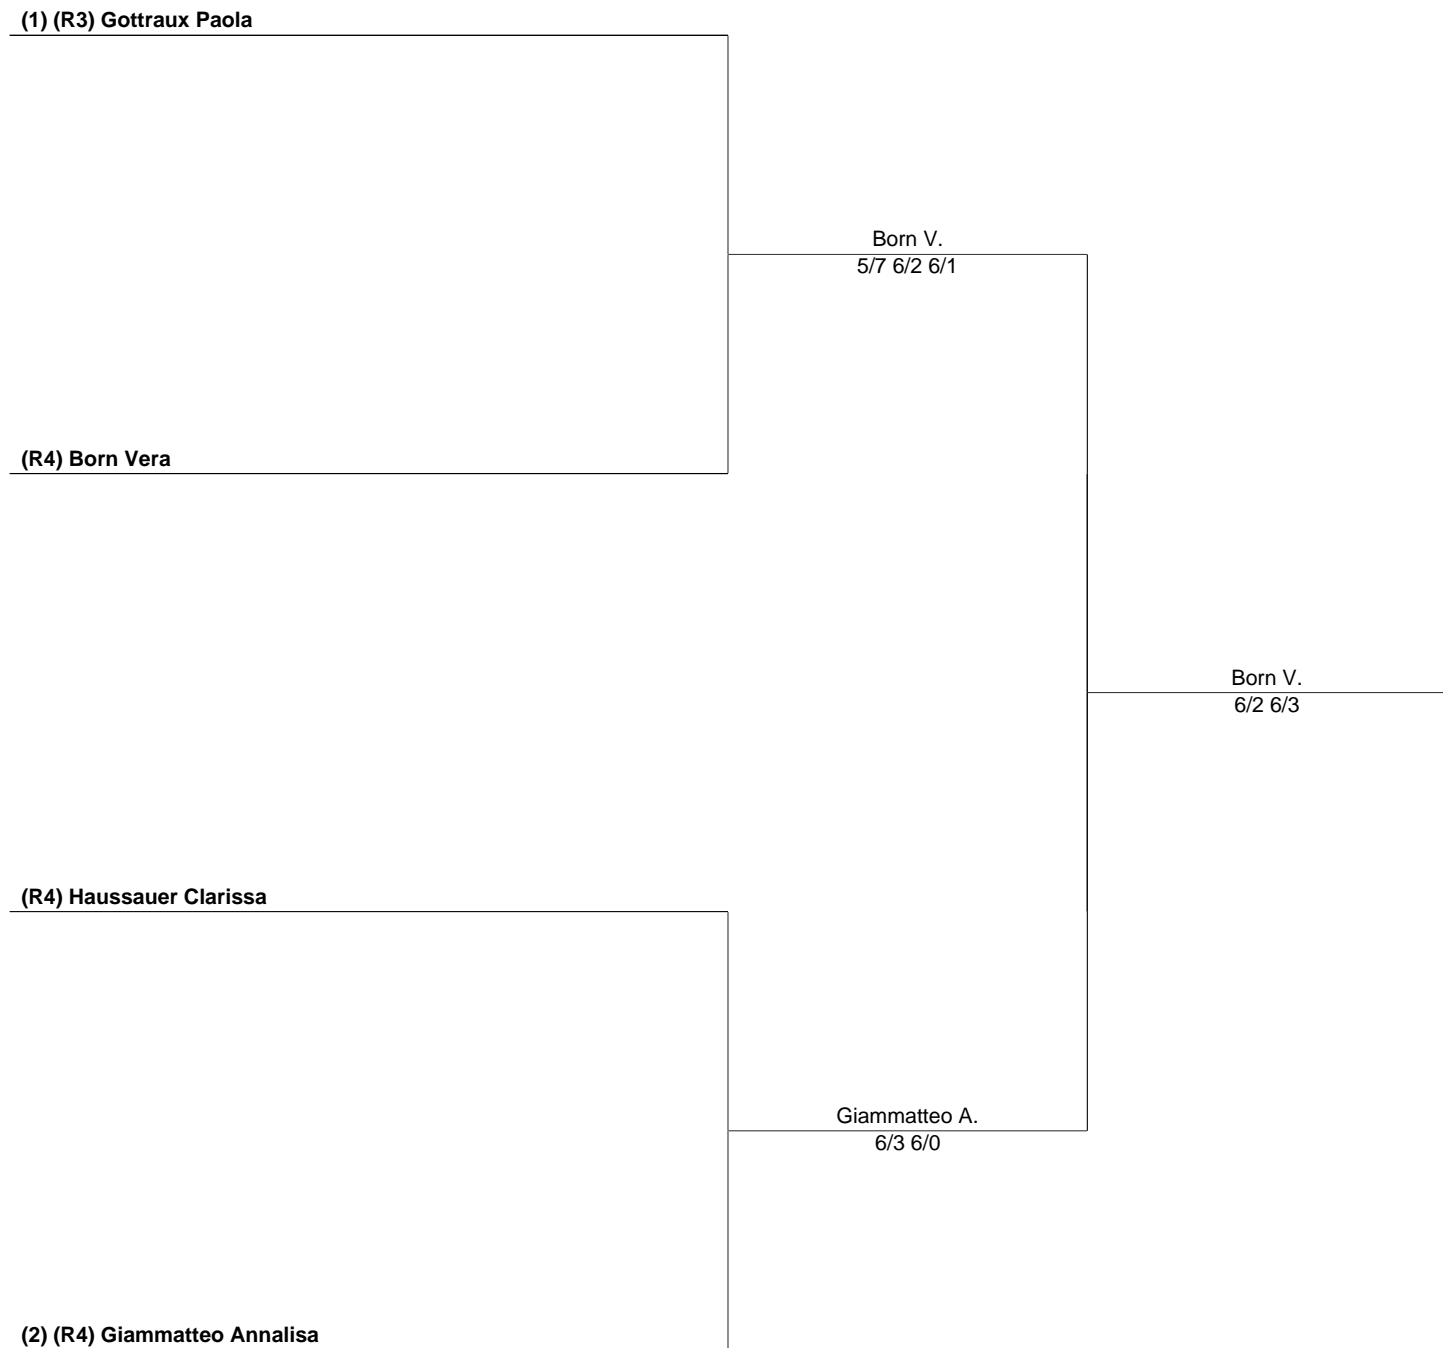 (1) (R3) Gottraux Paola
Born V.
5/7 6/2 6/1
(R4) Born Vera
Born V.
6/2 6/3
(R4) Haussauer Clarissa
Giammatteo A.
6/3 6/0
(2) (R4) Giammatteo Annalisa